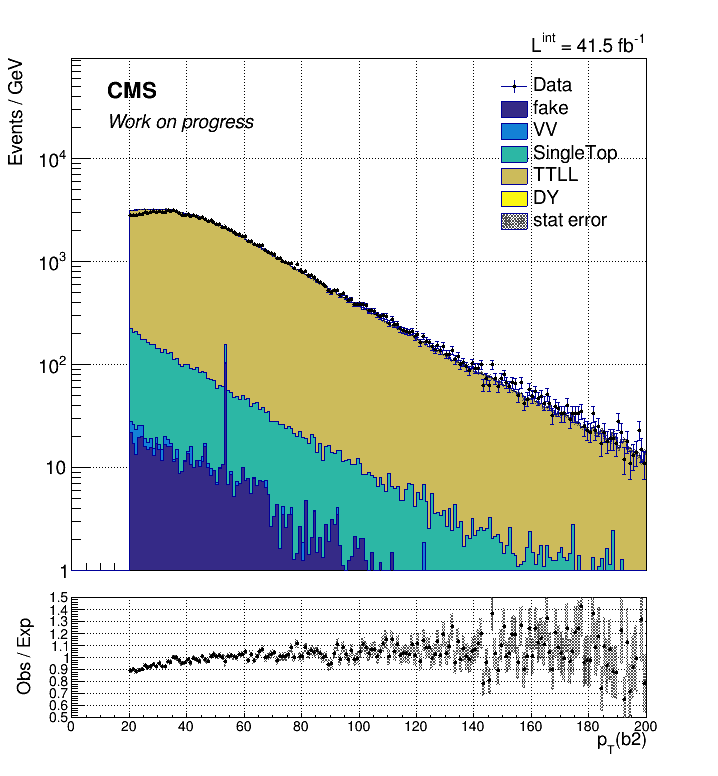 L^int = 41.5 fb^-1
Events / GeV
CMS
Work on progress
Data
fake
VV
SingleTop
TTLL
DY
stat error
10^4
10^3
10^2
10
1
Obs / Exp
1.5
1.4
1.3
1.2
1.1
1
0.9
0.8
0.7
0.6
0.5
0 20 40 60 80 100 120 140 160 180 200
p_T(b2)